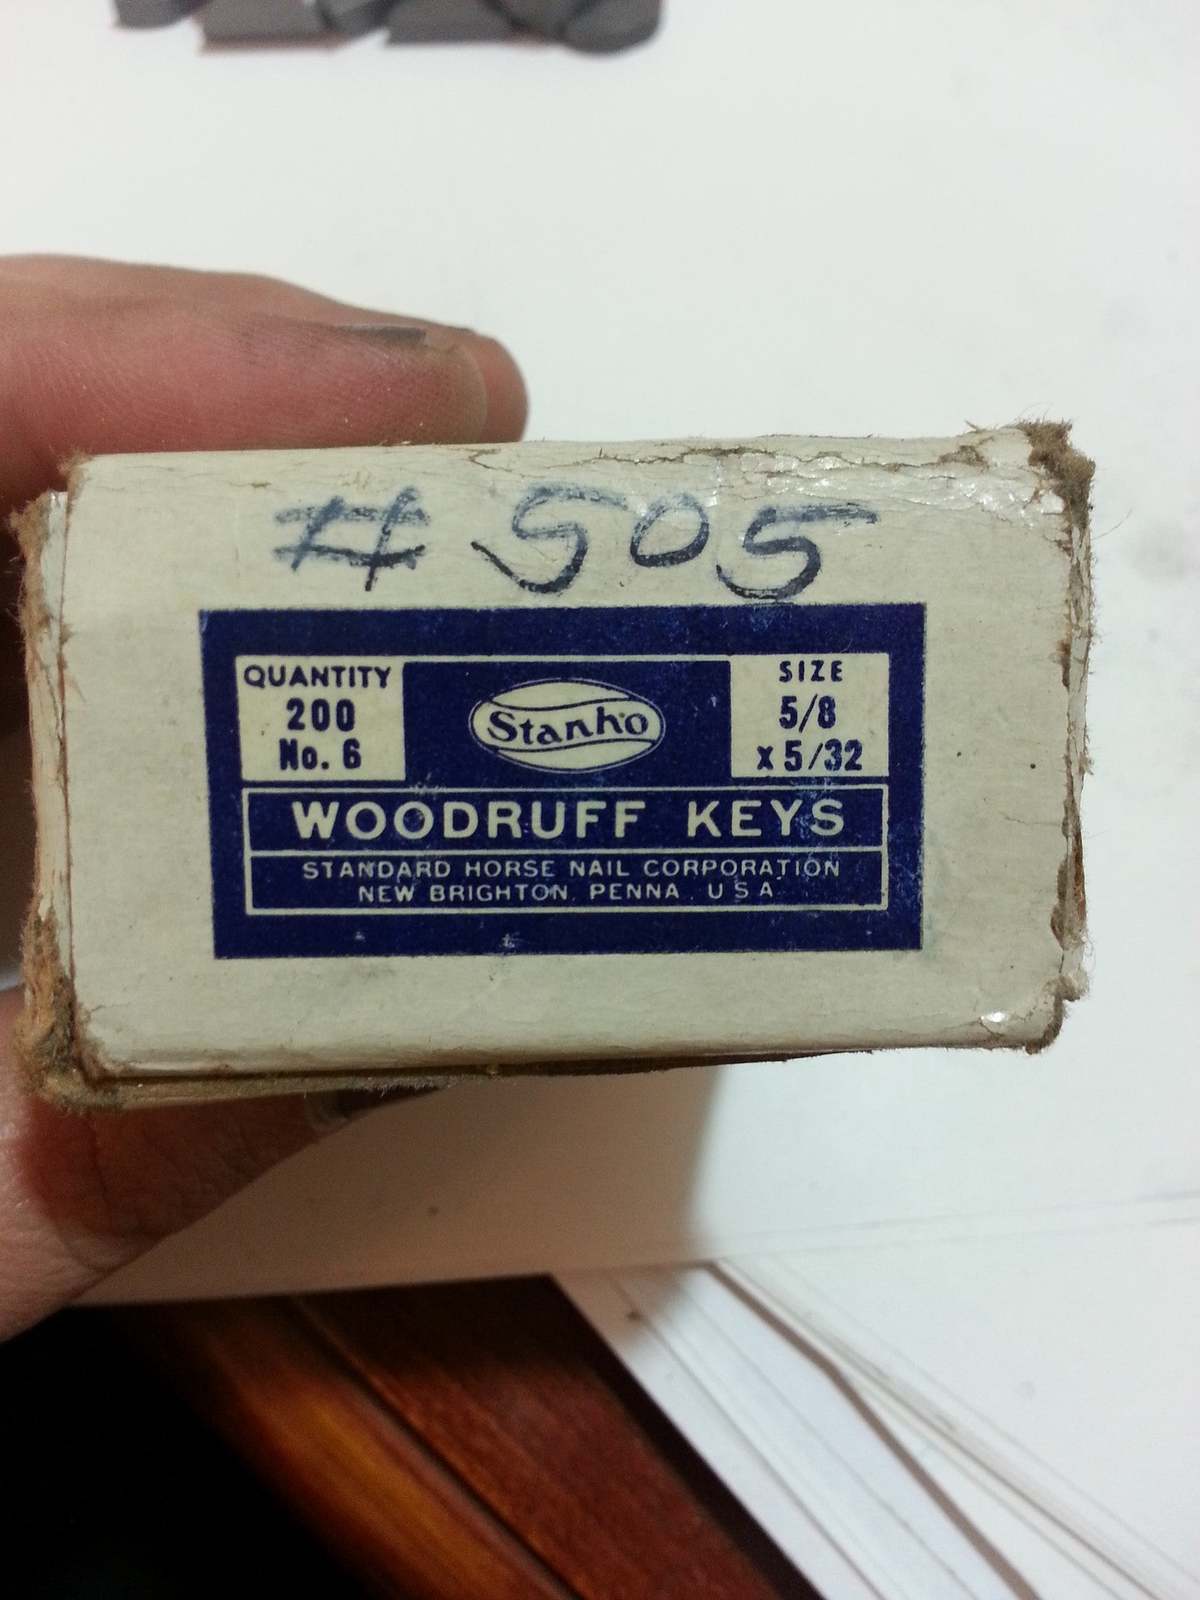 # 505
QUANTITY
200
No. 6
Stanho
SIZE
5/8
x 5/32
WOODRUFF KEYS
STANDARD HORSE NAIL CORPORATION
NEW BRIGHTON, PENNA. U.S.A.